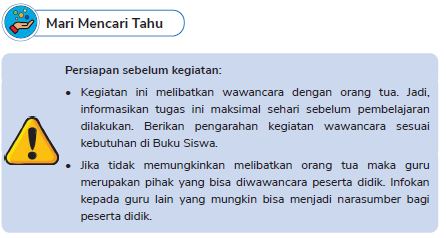 Mari Mencari Tahu
Persiapan sebelum kegiatan:
• Kegiatan ini melibatkan wawancara dengan orang tua. Jadi,
informasikan tugas ini maksimal sehari sebelum pembelajaran
dilakukan. Berikan pengarahan kegiatan wawancara sesuai
kebutuhan di Buku Siswa.
• Jika tidak memungkinkan melibatkan orang tua maka guru
merupakan pihak yang bisa diwawancara peserta didik. Infokan
kepada guru lain yang mungkin bisa menjadi narasumber bagi
peserta didik.